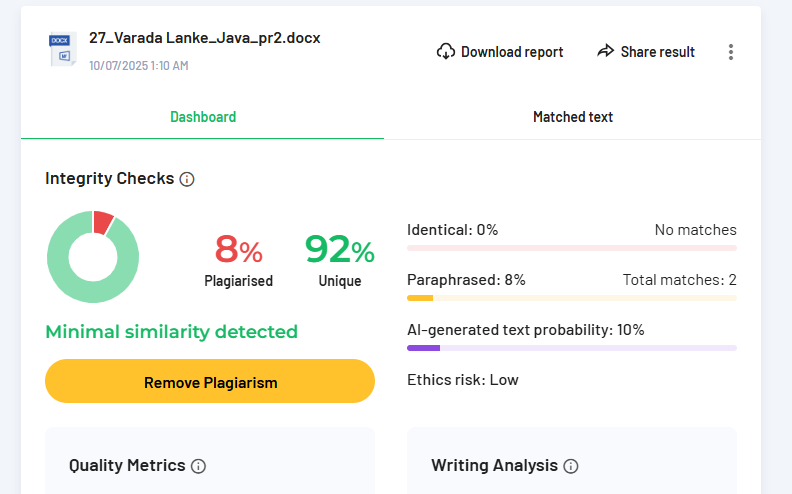 DOCX
W
27_Varada Lanke_Java_pr2.docx
10/07/2025 1:10 AM
Download report
Share result
Dashboard
Matched text
Integrity Checks
8%
Plagiarised
92%
Unique
Minimal similarity detected
Remove Plagiarism
Identical: 0% No matches
Paraphrased: 8% Total matches: 2
AI-generated text probability: 10%
Ethics risk: Low
Quality Metrics
Writing Analysis